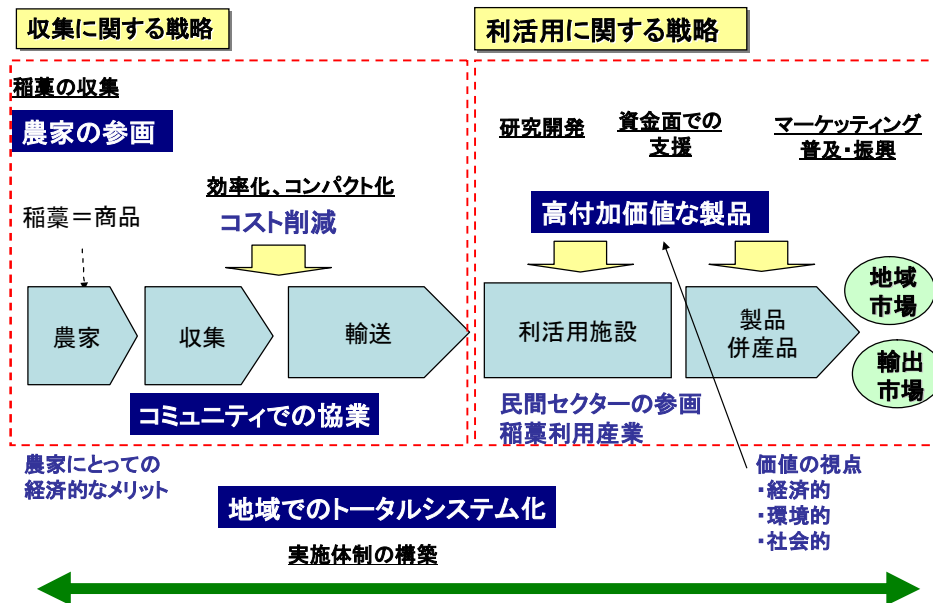 収集に関する戦略
利活用に関する戦略
稲藁の収集
農家の参画
研究開発
資金面での
支援
マーケッティング
普及・振興
効率化、コンパクト化
コスト削減
高付加価値な製品
稲藁＝商品
農家
収集
輸送
利活用施設
製品
併産品
地域
市場
輸出
市場
コミュニティでの協業
民間セクターの参画
稲藁利用産業
農家にとっての
経済的なメリット
価値の視点
・経済的
・環境的
・社会的
地域でのトータルシステム化
実施体制の構築